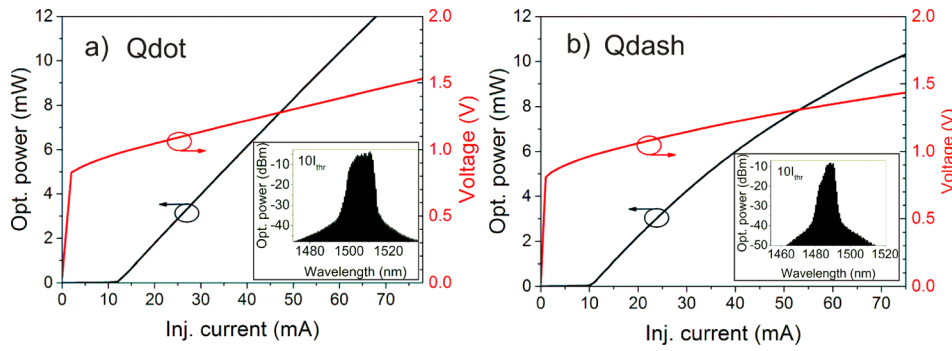 a) Qdot
Opt. power (mW)
12
10
8
6
4
2
0
0 10 20 30 40 50 60 70
Inj. current (mA)
2.0
1.5
1.0
0.5
0.0
Voltage (V)
10I_thr
Opt. power (dBm)
-10
-20
-30
-40
1480 1500 1520
Wavelength (nm)
b) Qdash
Opt. power (mW)
12
10
8
6
4
2
0
0 10 20 30 40 50 60 70
Inj. current (mA)
2.0
1.5
1.0
0.5
0.0
Voltage (V)
10I_thr
Opt. power (dBm)
-10
-20
-30
-40
-50
1460 1480 1500 1520
Wavelength (nm)